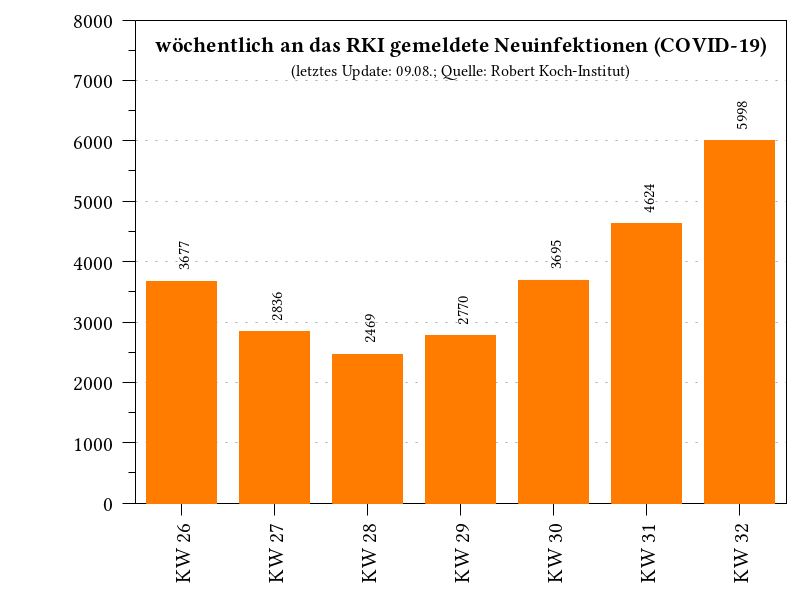 wöchentlich an das RKI gemeldete Neuinfektionen (COVID-19)
(letztes Update: 09.08.; Quelle: Robert Koch-Institut)
8000
7000
6000
5000
4000
3000
2000
1000
0
3677
2836
2469
2770
3695
4624
5998
KW 26
KW 27
KW 28
KW 29
KW 30
KW 31
KW 32